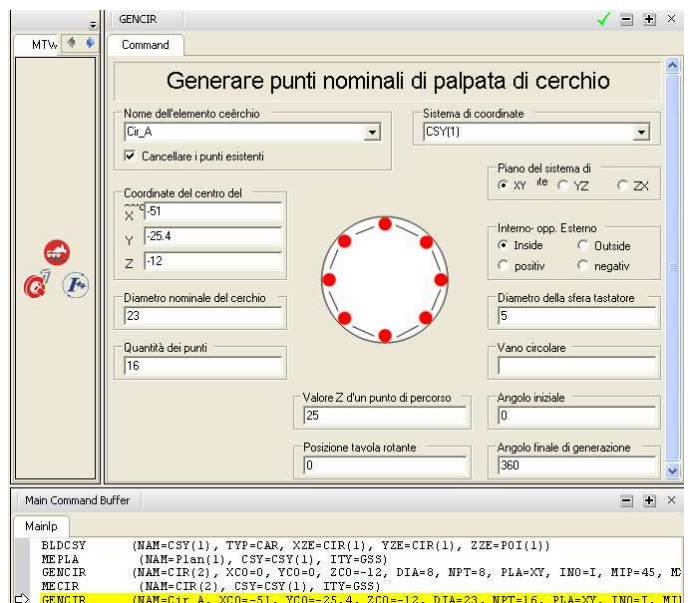 GENCIR
MTW
Command
Generare punti nominali di palpata di cerchio
Nome dell'elemento ceêrchio
Cir_A
Cancellare i punti esistenti
Sistema di coordinate
CSY(1)
Piano del sistema di
XY
YZ
ZX
Coordinate del centro del
X -51
Y -25.4
Z -12
Interno- opp. Esterno
Inside
Outside
positiv
negativ
Diametro nominale del cerchio
23
Diametro della sfera tastatore
5
Quantità dei punti
16
Vano circolare
Valore Z d'un punto di percorso
25
Angolo iniziale
0
Posizione tavola rotante
0
Angolo finale di generazione
360
Main Command Buffer
Mainlp
BLDCSY (NAM=CSY(1), TYP=CAR, XZE=CIR(1), YZE=CIR(1), ZZE=POI(1))
MEPLA (NAM=Plan(1), CSY=CSY(1), ITY=GSS)
GENCIR (NAM=CIR(2), XCO=0, YCO=0, ZCO=-12, DIA=8, NPT=8, PLA=XY, INO=I, MIP=45,
MECIR (NAM=CIR(2), CSY=CSY(1), ITY=GSS)
GENCIR (NAM=Cir_A, XCO=-51, YCO=-25.4, ZCO=-12, DIA=23, NPT=16, PLA=XY, INO=I,